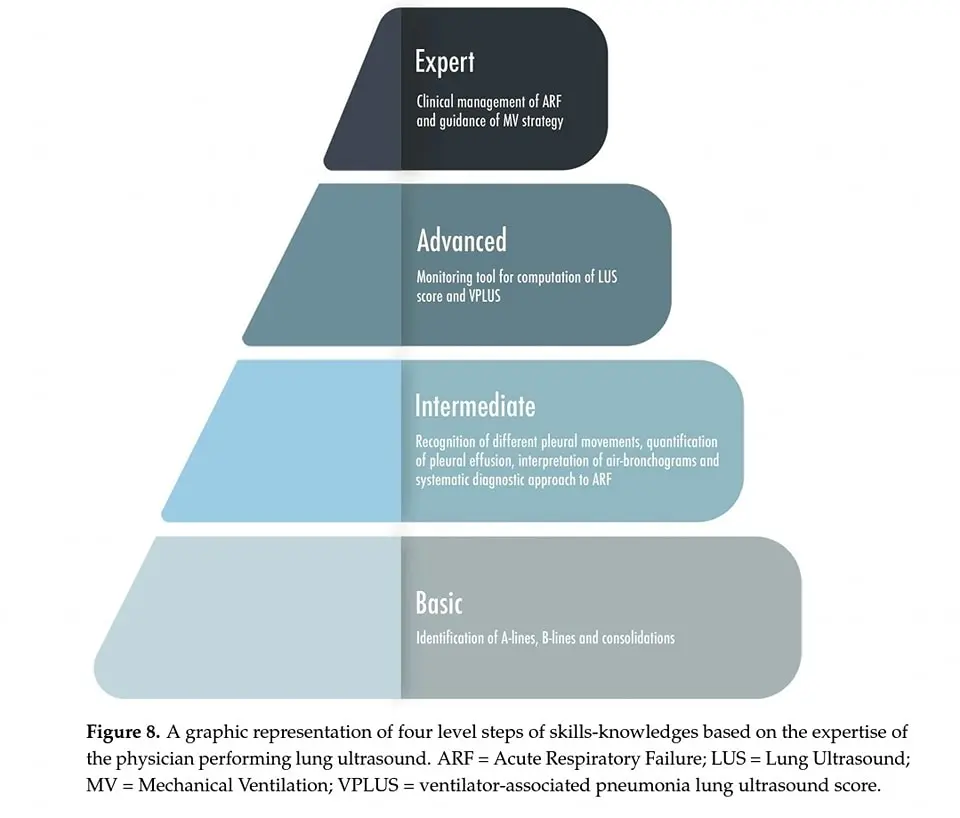 Expert
Clinical management of ARF
and guidance of MV strategy
Advanced
Monitoring tool for computation of LUS
score and VPLUS
Intermediate
Recognition of different pleural movements, quantification
of pleural effusion, interpretation of air-bronchograms and
systematic diagnostic approach to ARF
Basic
Identification of A-lines, B-lines and consolidations
Figure 8. A graphic representation of four level steps of skills-knowledges based on the expertise of
the physician performing lung ultrasound. ARF = Acute Respiratory Failure; LUS = Lung Ultrasound;
MV = Mechanical Ventilation; VPLUS = ventilator-associated pneumonia lung ultrasound score.